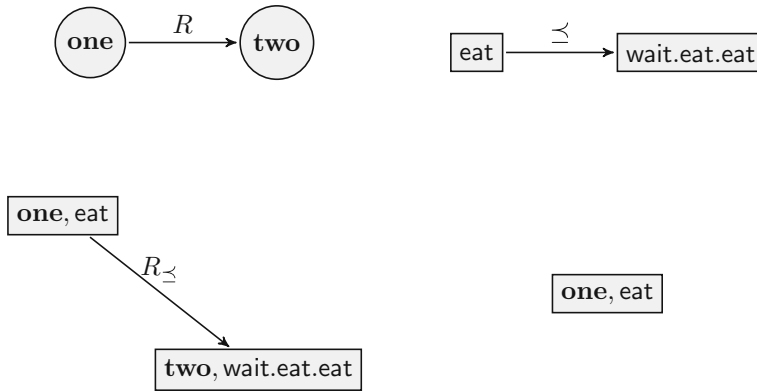 one R two
eat ⪯ wait.eat.eat
one, eat
R⪯
one, eat
two, wait.eat.eat